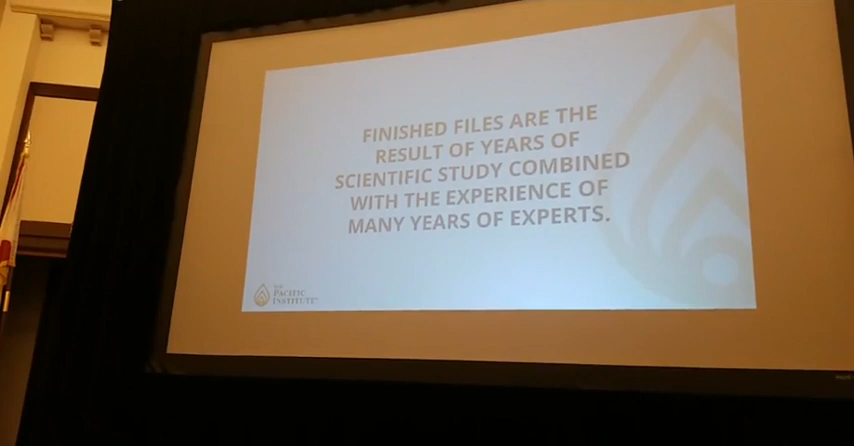 FINISHED FILES ARE THE
RESULT OF YEARS OF
SCIENTIFIC STUDY COMBINED
WITH THE EXPERIENCE OF
MANY YEARS OF EXPERTS.
THE
PACIFIC
INSTITUTE